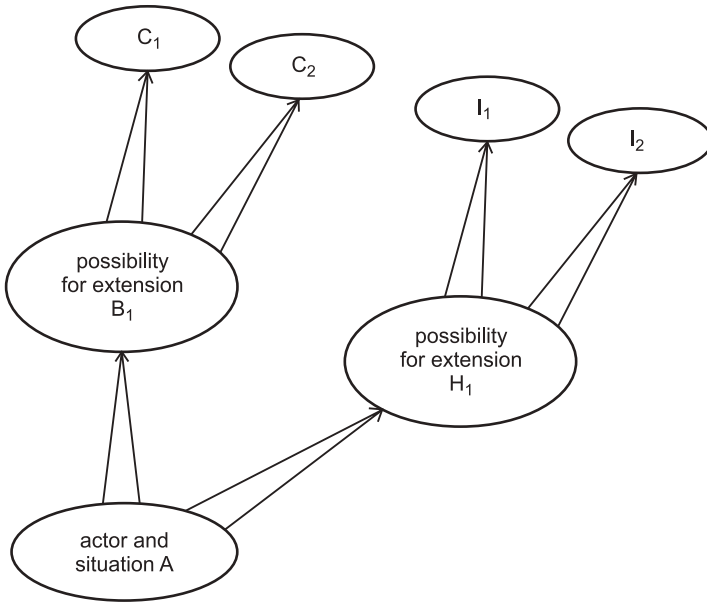 C₁
C₂
I₁
I₂
possibility
for extension
B₁
possibility
for extension
H₁
actor and
situation A